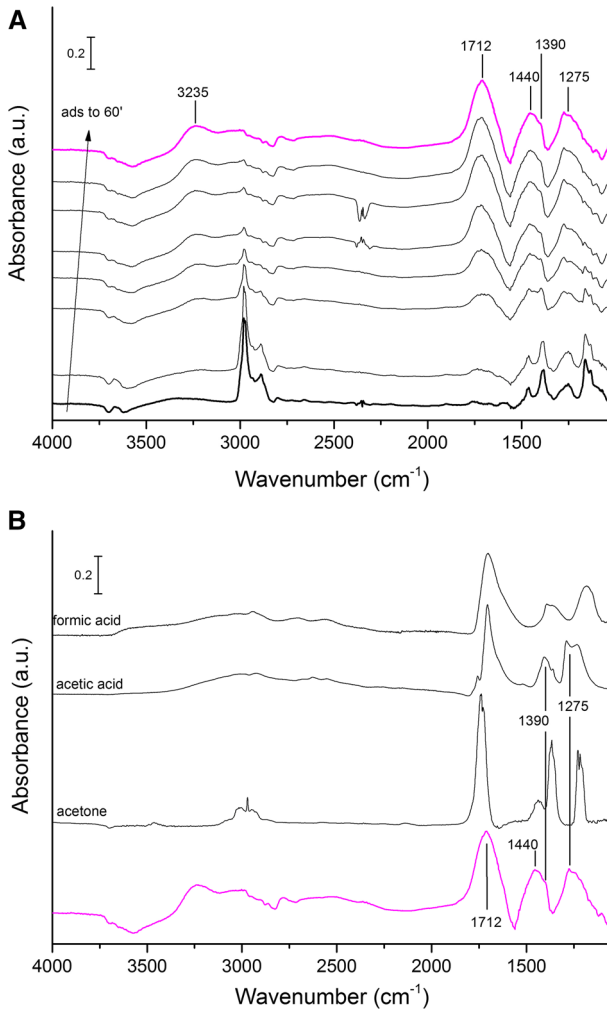 A
0.2
ads to 60'
3235
1712
1390
1440
1275
Absorbance (a.u.)
4000 3500 3000 2500 2000 1500
Wavenumber (cm⁻¹)
B
0.2
formic acid
acetic acid
acetone
1390
1275
1440
1712
Absorbance (a.u.)
4000 3500 3000 2500 2000 1500
Wavenumber (cm⁻¹)